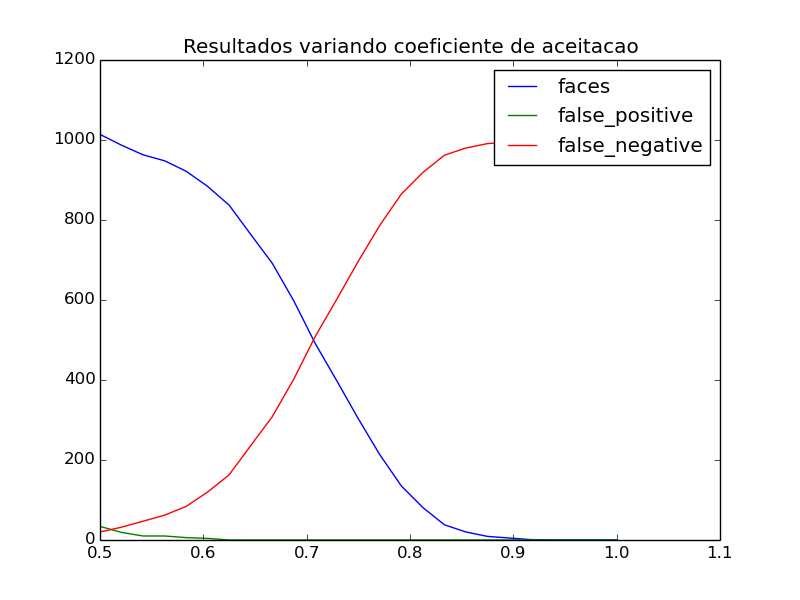 Resultados variando coeficiente de aceitacao
1200
1000
800
600
400
200
0
faces
false_positive
false_negative
0.5 0.6 0.7 0.8 0.9 1.0 1.1